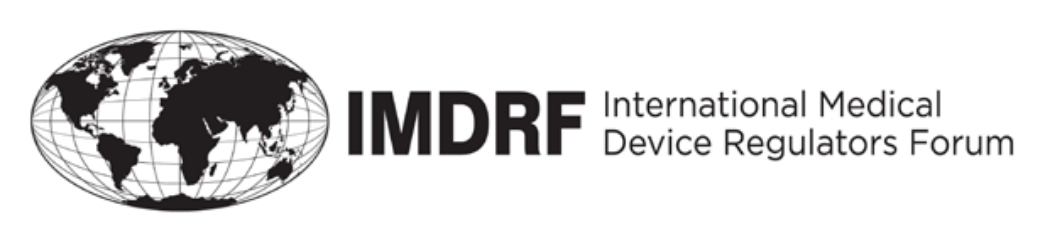 IMDRF
International Medical
Device Regulators Forum